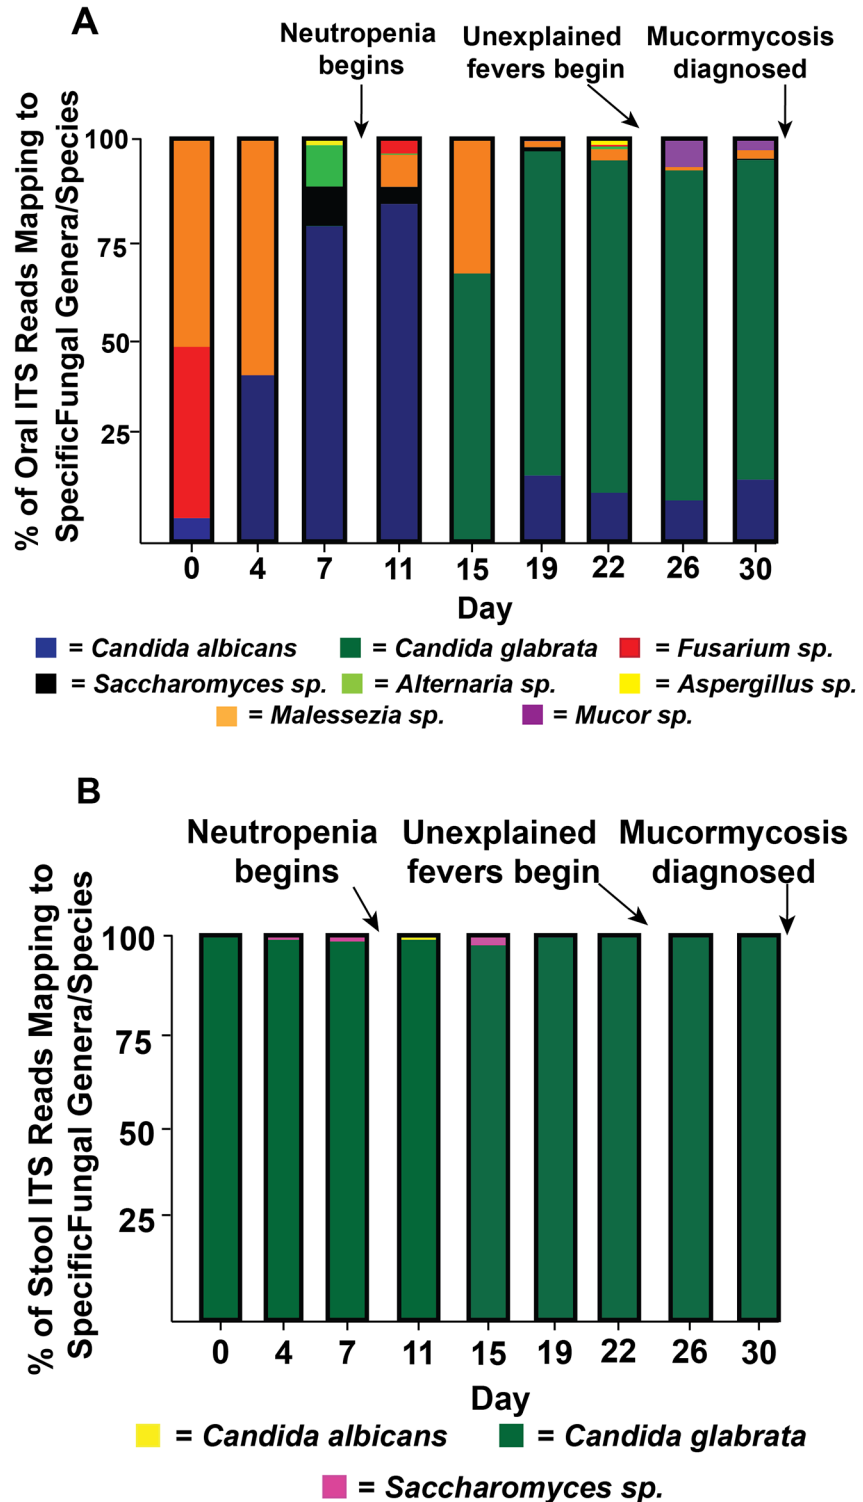 A
Neutropenia
begins
Unexplained
fevers begin
Mucormycosis
diagnosed
% of Oral ITS Reads Mapping to
SpecificFungal Genera/Species
100
75
50
25
0 4 7 11 15 19 22 26 30
Day
= Candida albicans = Candida glabrata = Fusarium sp.
= Saccharomyces sp. = Alternaria sp. = Aspergillus sp.
= Malessezia sp. = Mucor sp.
B
Neutropenia
begins
Unexplained
fevers begin
Mucormycosis
diagnosed
% of Stool ITS Reads Mapping to
SpecificFungal Genera/Species
100
75
50
25
0 4 7 11 15 19 22 26 30
Day
= Candida albicans = Candida glabrata
= Saccharomyces sp.